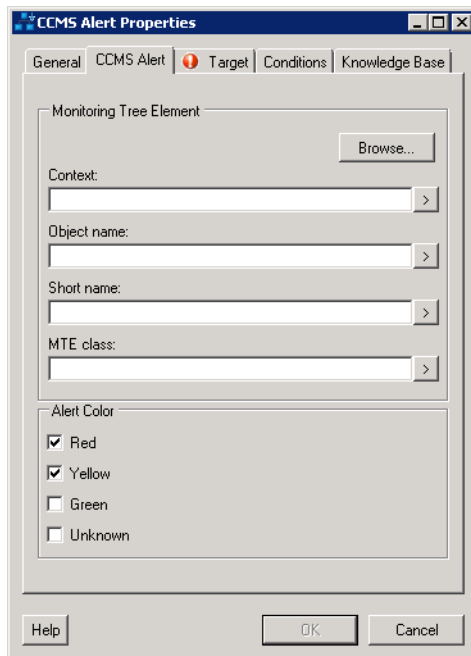 CCMS Alert Properties
General CCMS Alert Target Conditions Knowledge Base
Monitoring Tree Element
Browse...
Context:
>
Object name:
>
Short name:
>
MTE class:
>
Alert Color
Red
Yellow
Green
Unknown
Help OK Cancel